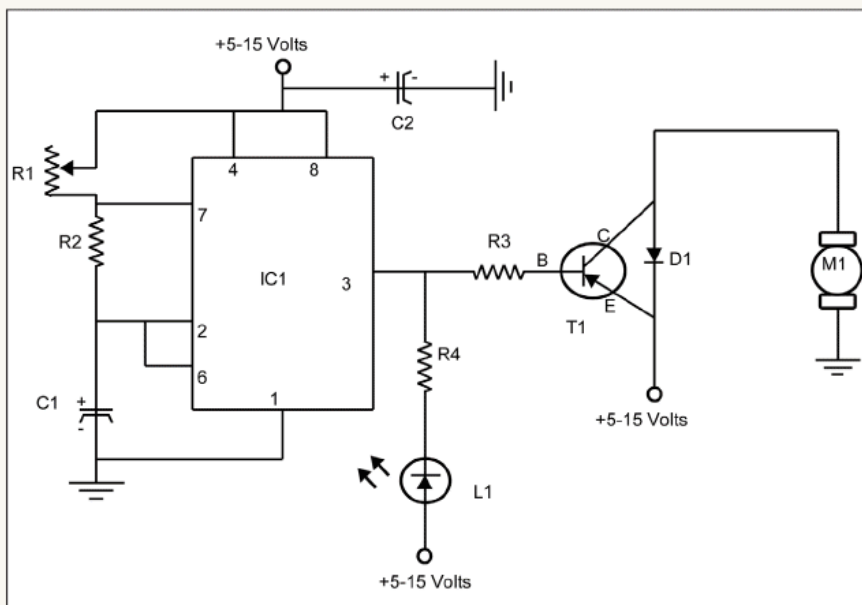 +5-15 Volts
+ -
C2
R1
4
8
7
R2
R3
C
B
D1
M1
IC1
3
E
T1
2
R4
6
C1
+
-
1
+5-15 Volts
L1
+5-15 Volts